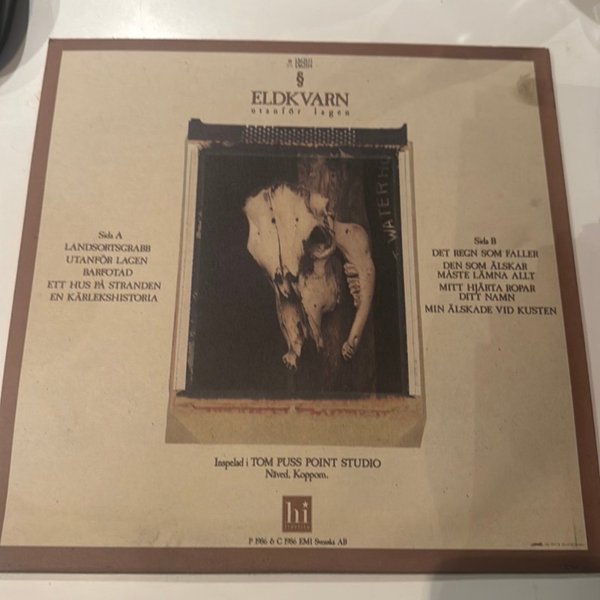 §
ELDKVARN
utanför lagen
WATERHO
Sida A
LANDSORTSGRABB
UTANFÖR LAGEN
BARFOTAD
ETT HUS PÅ STRANDEN
EN KÄRLEKSHISTORIA
Sida B
DET REGN SOM FALLER
DEN SOM ÄLSKAR
MÅSTE LÄMNA ALLT
MITT HJÄRTA ROPAR
DITT NAMN
MIN ÄLSKADE VID KUSTEN
Inspelad i TOM PUSS POINT STUDIO
Näved, Koppom.
hi
P 1986 & C 1986 EMI Svenska AB